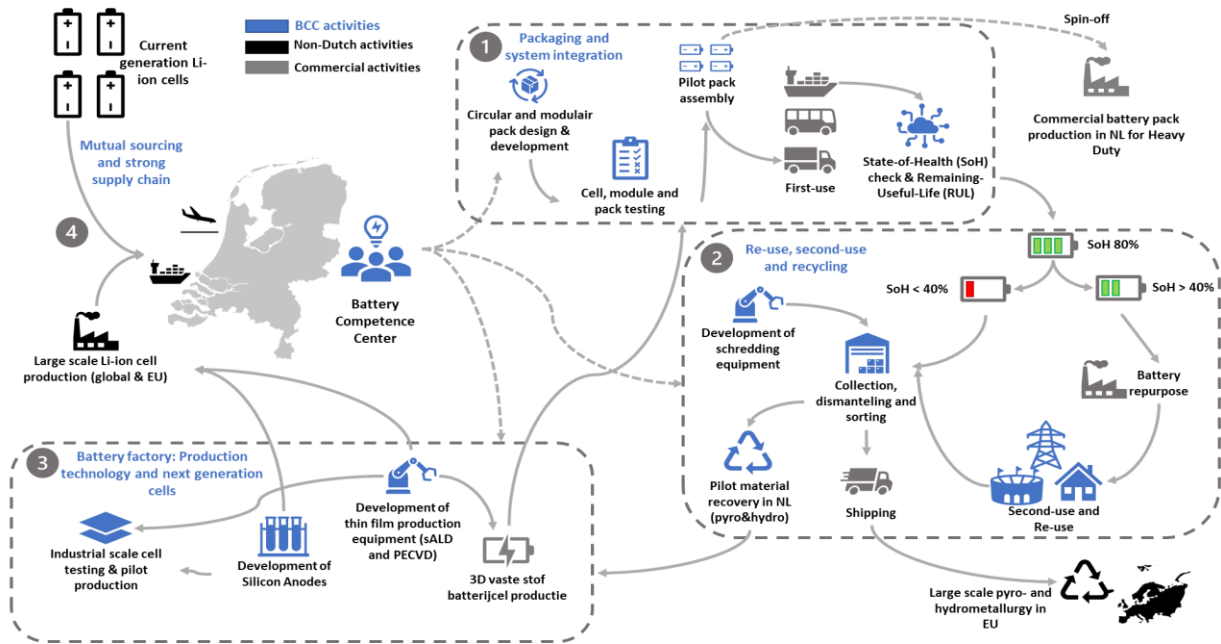 Current
generation Li-
ion cells
BCC activities
Non-Dutch activities
Commercial activities
Mutual sourcing
and strong
supply chain
4
Battery
Competence
Center
Large scale Li-ion cell
production (global & EU)
1
Packaging and
system integration
Circular and modulair
pack design &
development
Cell, module and
pack testing
Pilot pack
assembly
First-use
State-of-Health (SoH)
check & Remaining-
Useful-Life (RUL)
Spin-off
Commercial battery pack
production in NL for Heavy
Duty
2
Re-use, second-use
and recycling
SoH 80%
SoH < 40%
SoH > 40%
Development of
schredding
equipment
Collection,
dismanteling and
sorting
Battery
repurpose
Pilot material
recovery in NL
(pyro&hydro)
Shipping
Second-use and
Re-use
Large scale pyro- and
hydrometallurgy in
EU
3
Battery factory: Production
technology and next generation
cells
Industrial scale cell
testing & pilot
production
Development of
Silicon Anodes
Development of
thin film production
equipment (sALD
and PECVD)
3D vaste stof
batterijcel productie